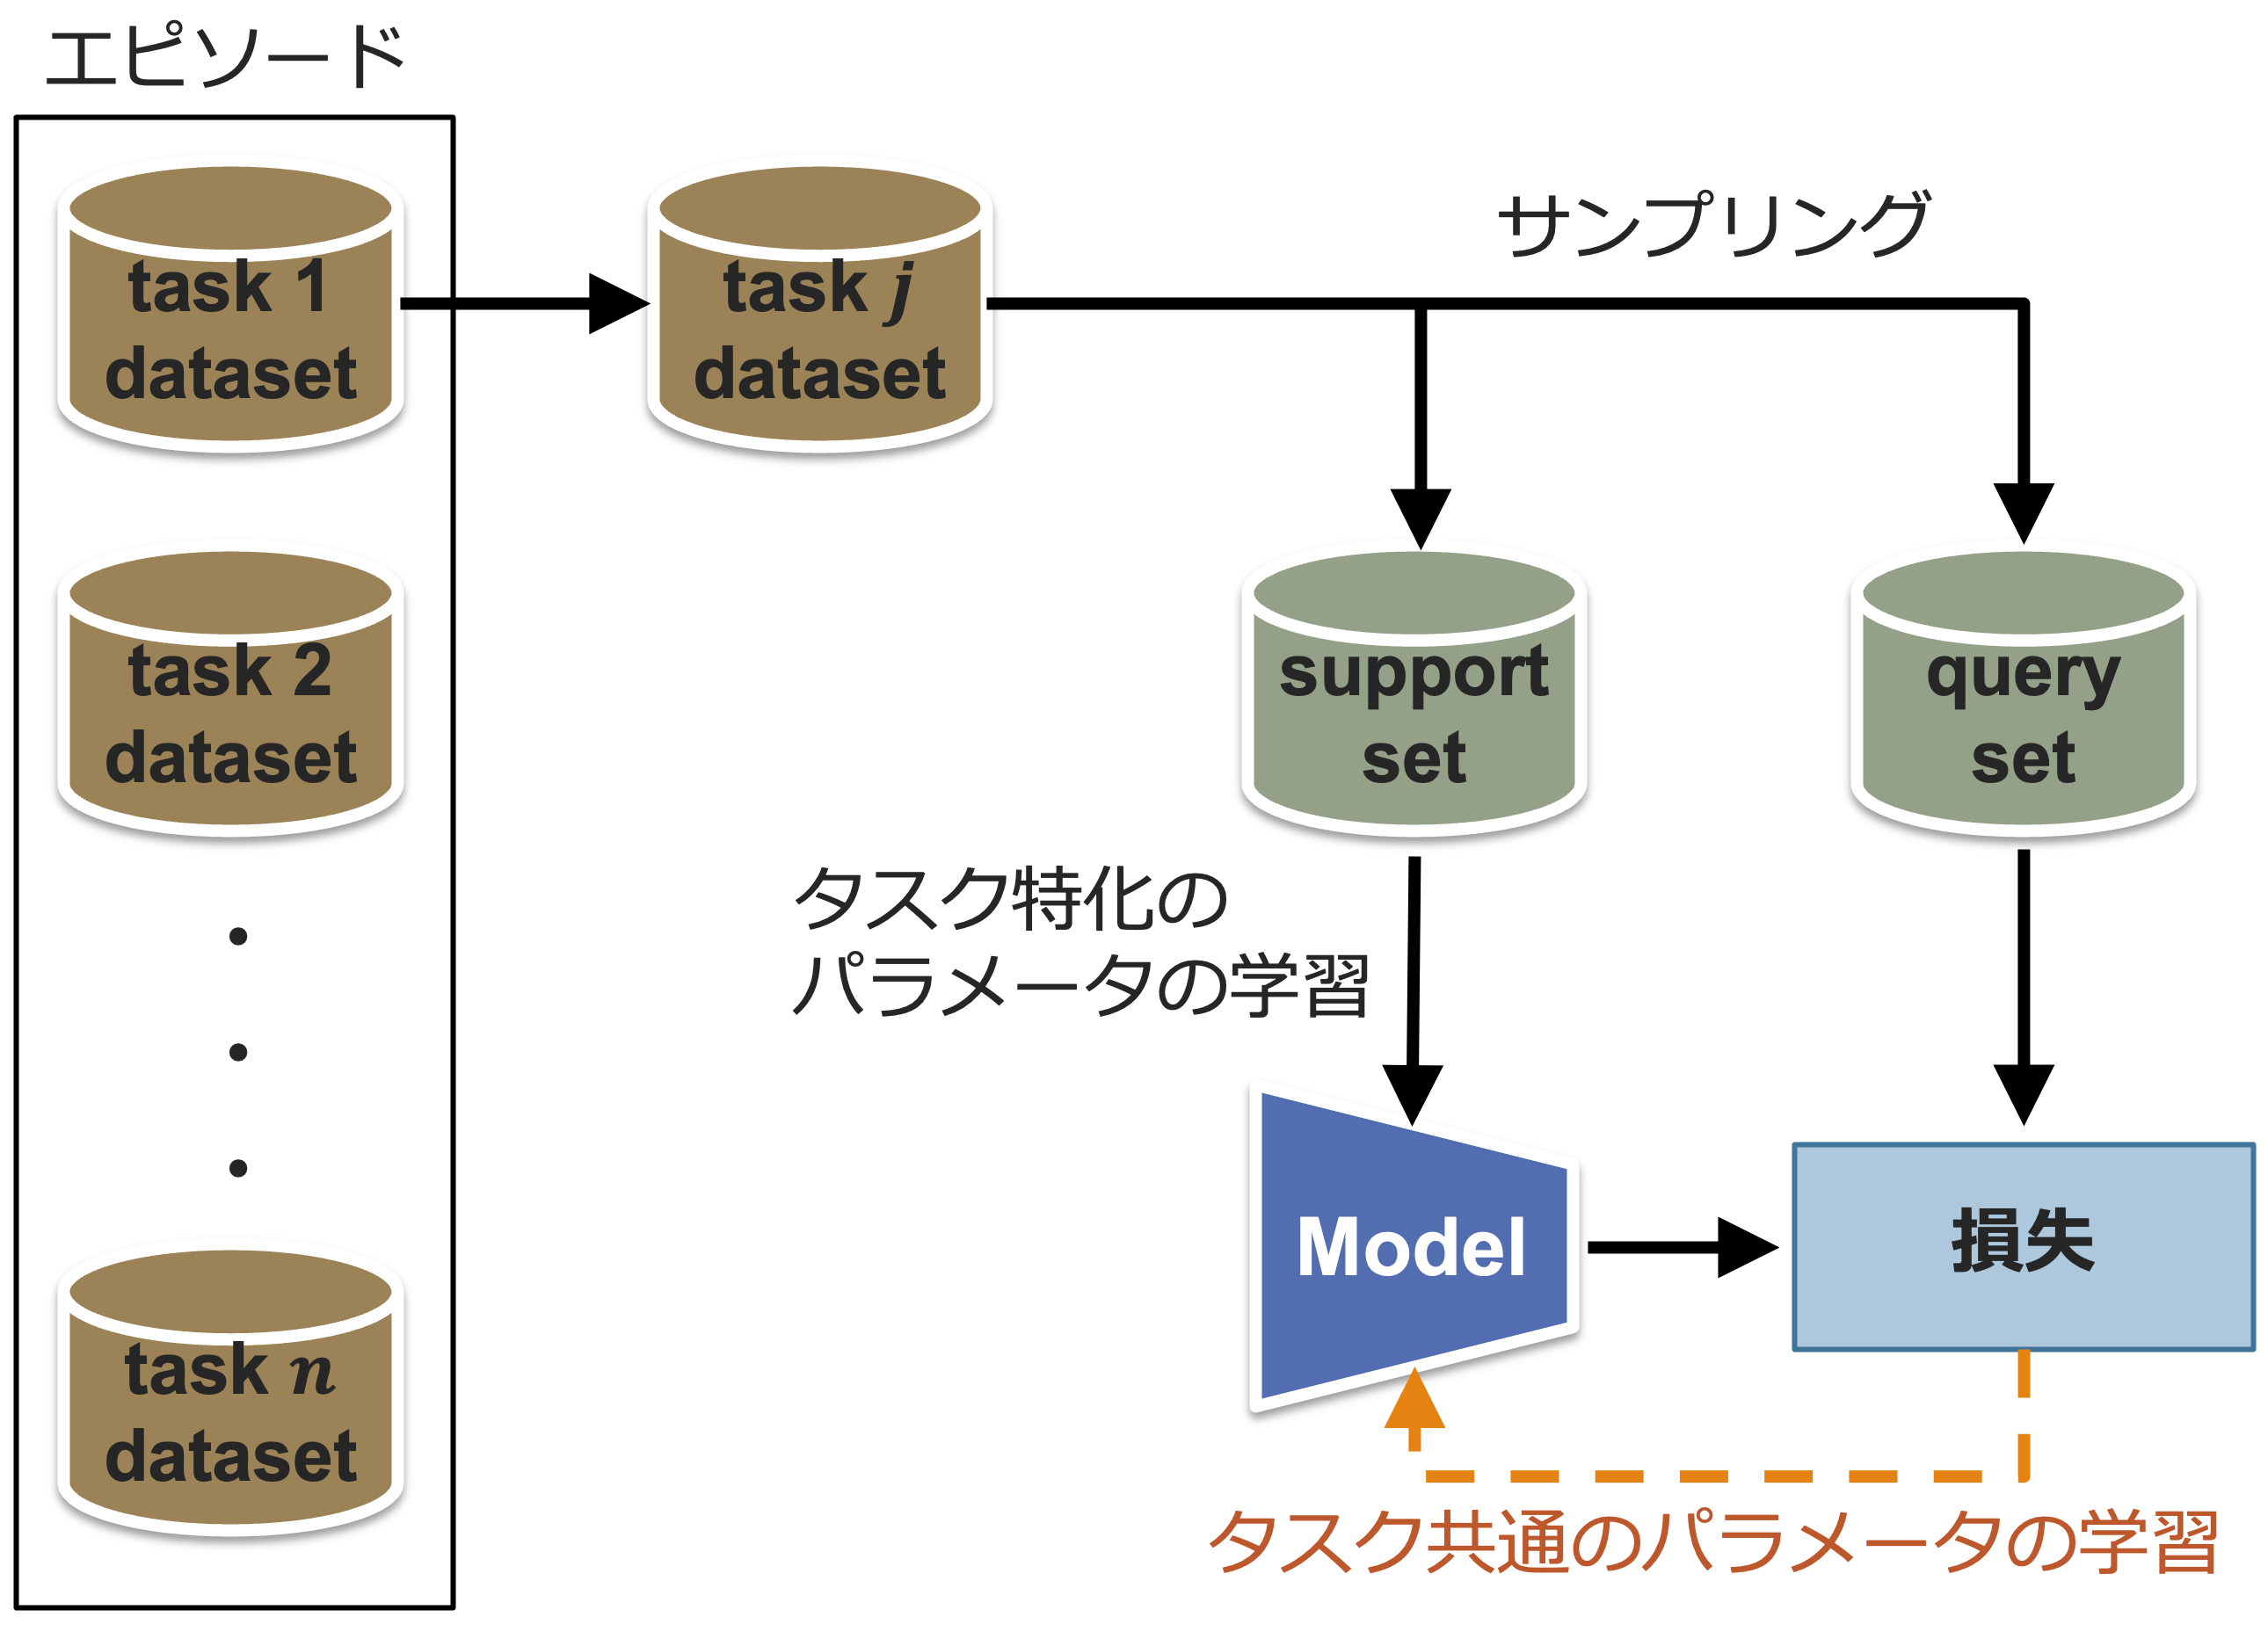 エピソード
task 1
dataset
task j
dataset
サンプリング
task 2
dataset
support
set
query
set
タスク特化の
パラメータの学習
Model
損失
task n
dataset
タスク共通のパラメータの学習